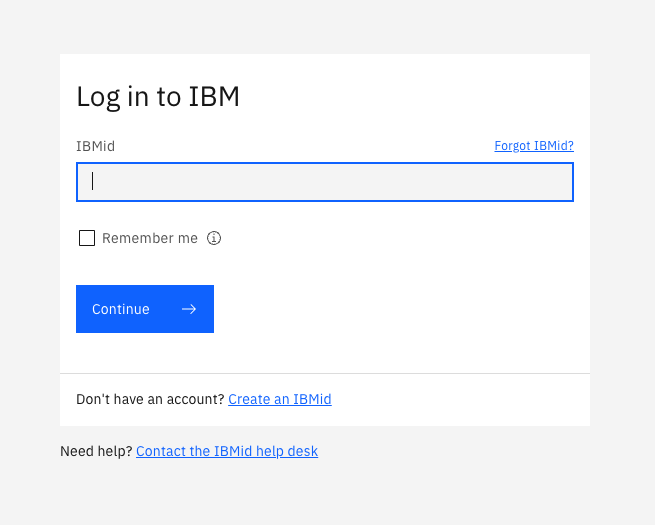 Log in to IBM
IBMid Forgot IBMid?
Remember me
Continue
Don't have an account? Create an IBMid
Need help? Contact the IBMid help desk